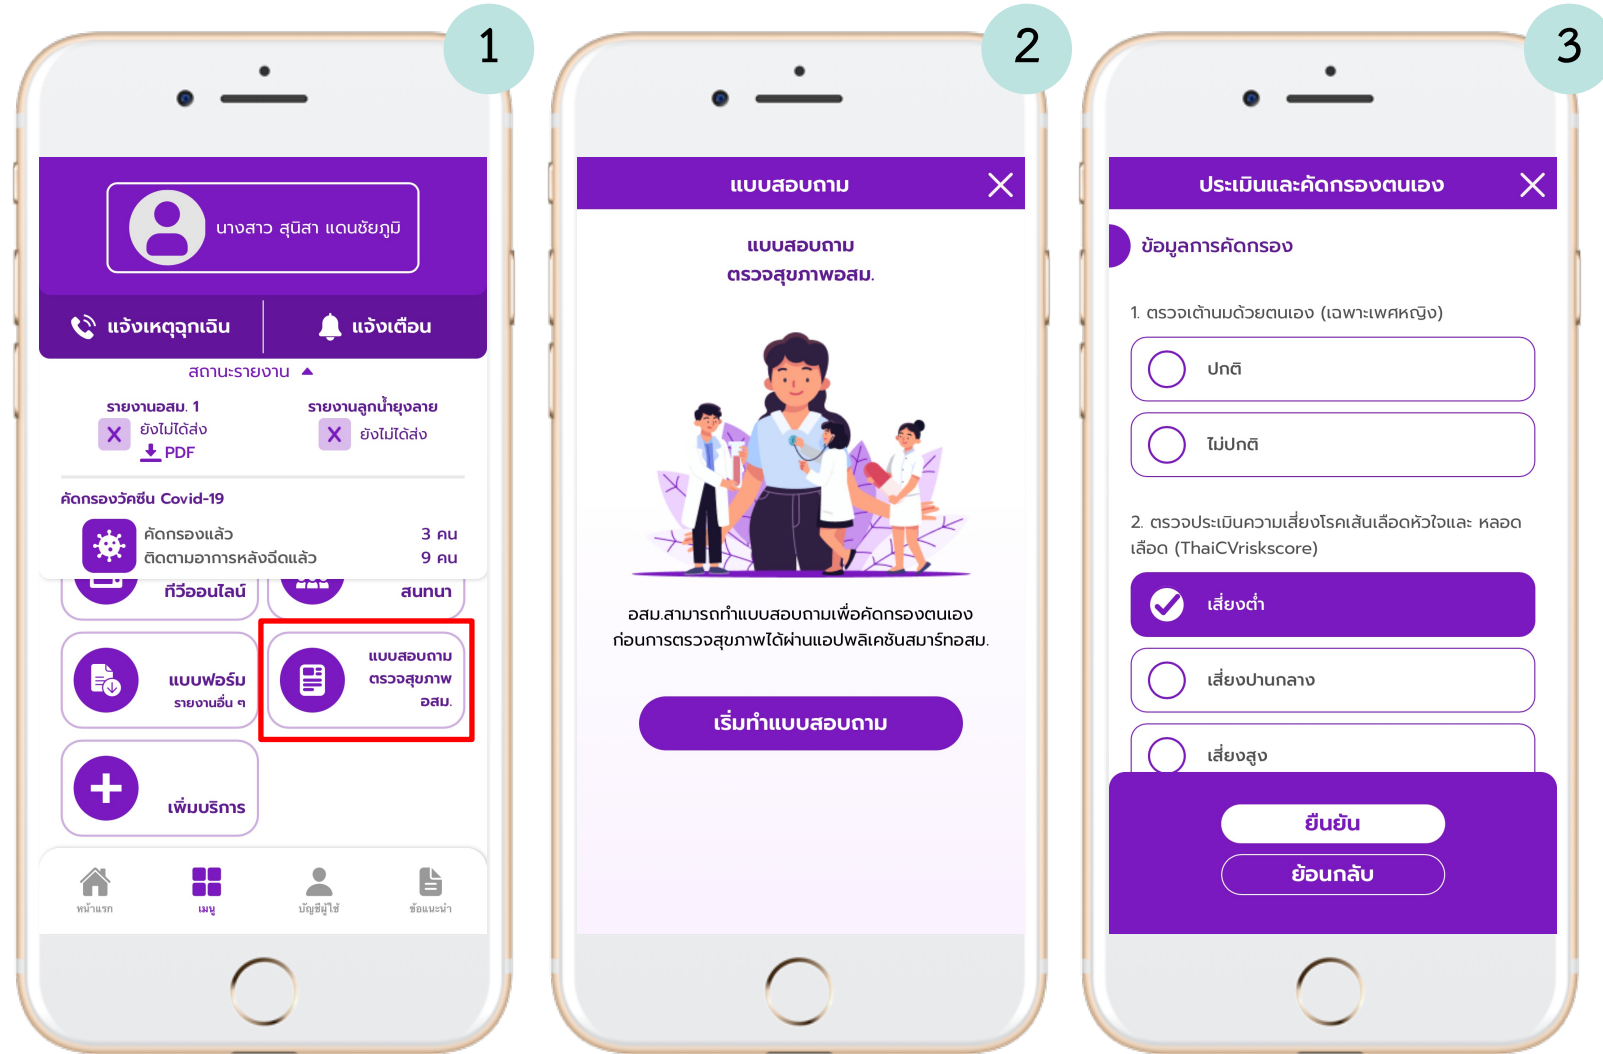 1
นางสาว สุนิสา แดนชัยภูมิ
แจ้งเหตุฉุกเฉิน
แจ้งเตือน
สถานะรายงาน
รายงานอสม. 1
ยังไม่ได้ส่ง
PDF
รายงานลูกน้ำยุงลาย
ยังไม่ได้ส่ง
คัดกรองวัคซีน Covid-19
คัดกรองแล้ว 3 คน
ติดตามอาการหลังฉีดแล้ว 9 คน
ทีวีออนไลน์
สนทนา
แบบฟอร์ม
รายงานอื่น ๆ
แบบสอบถาม
ตรวจสุขภาพ
อสม.
เพิ่มบริการ
หน้าแรก
เมนู
บัญชีผู้ใช้
ข้อแนะนำ
2
แบบสอบถาม
แบบสอบถาม
ตรวจสุขภาพอสม.
อสม.สามารถทำแบบสอบถามเพื่อคัดกรองตนเอง
ก่อนการตรวจสุขภาพได้ผ่านแอปพลิเคชันสมาร์ทอสม.
เริ่มทำแบบสอบถาม
3
ประเมินและคัดกรองตนเอง
ข้อมูลการคัดกรอง
1. ตรวจเต้านมด้วยตนเอง (เฉพาะเพศหญิง)
ปกติ
ไม่ปกติ
2. ตรวจประเมินความเสี่ยงโรคเส้นเลือดหัวใจและ หลอด
เลือด (ThaiCVriskscore)
เสี่ยงต่ำ
เสี่ยงปานกลาง
เสี่ยงสูง
ยืนยัน
ย้อนกลับ